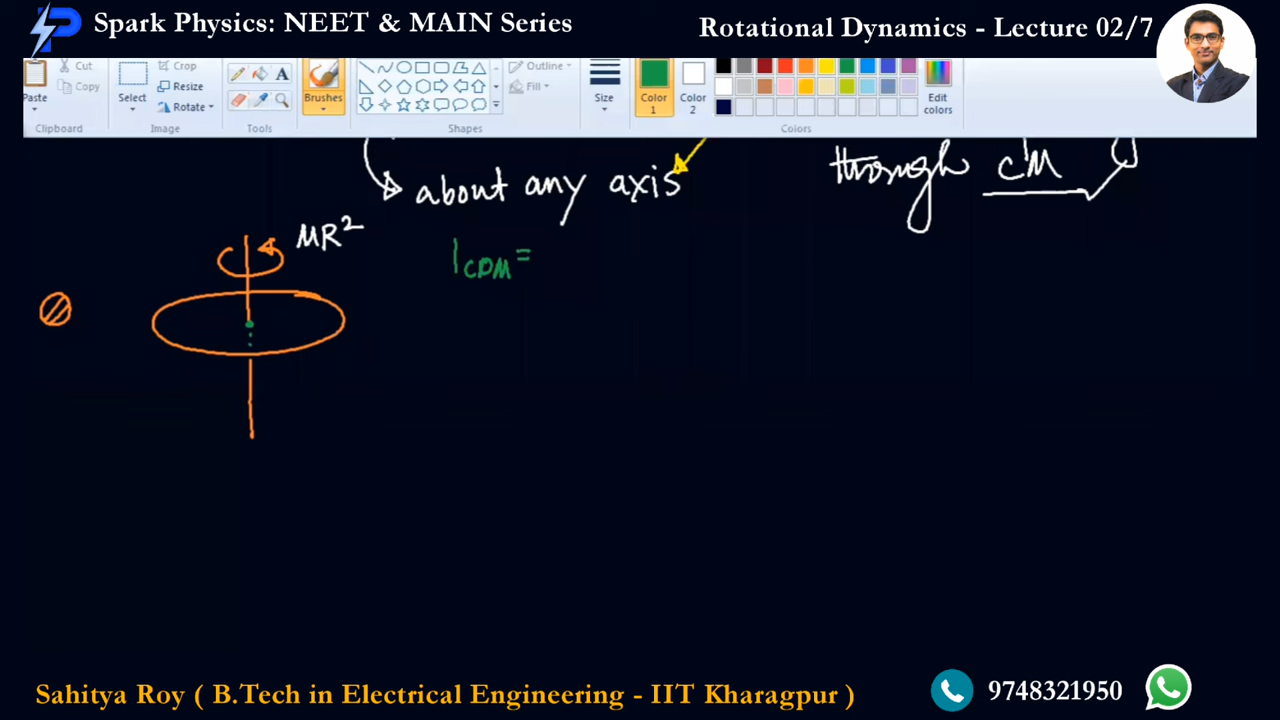 Spark Physics: NEET & MAIN Series
Rotational Dynamics - Lecture 02/7
Paste
Cut
Copy
Clipboard
Select
Crop
Resize
Rotate
Image
A
Tools
Brushes
Shapes
Outline
Fill
Size
Color 1
Color 2
Edit colors
Colors
about any axis
through CM
MR²
I_COM =
Sahitya Roy ( B.Tech in Electrical Engineering - IIT Kharagpur )
9748321950